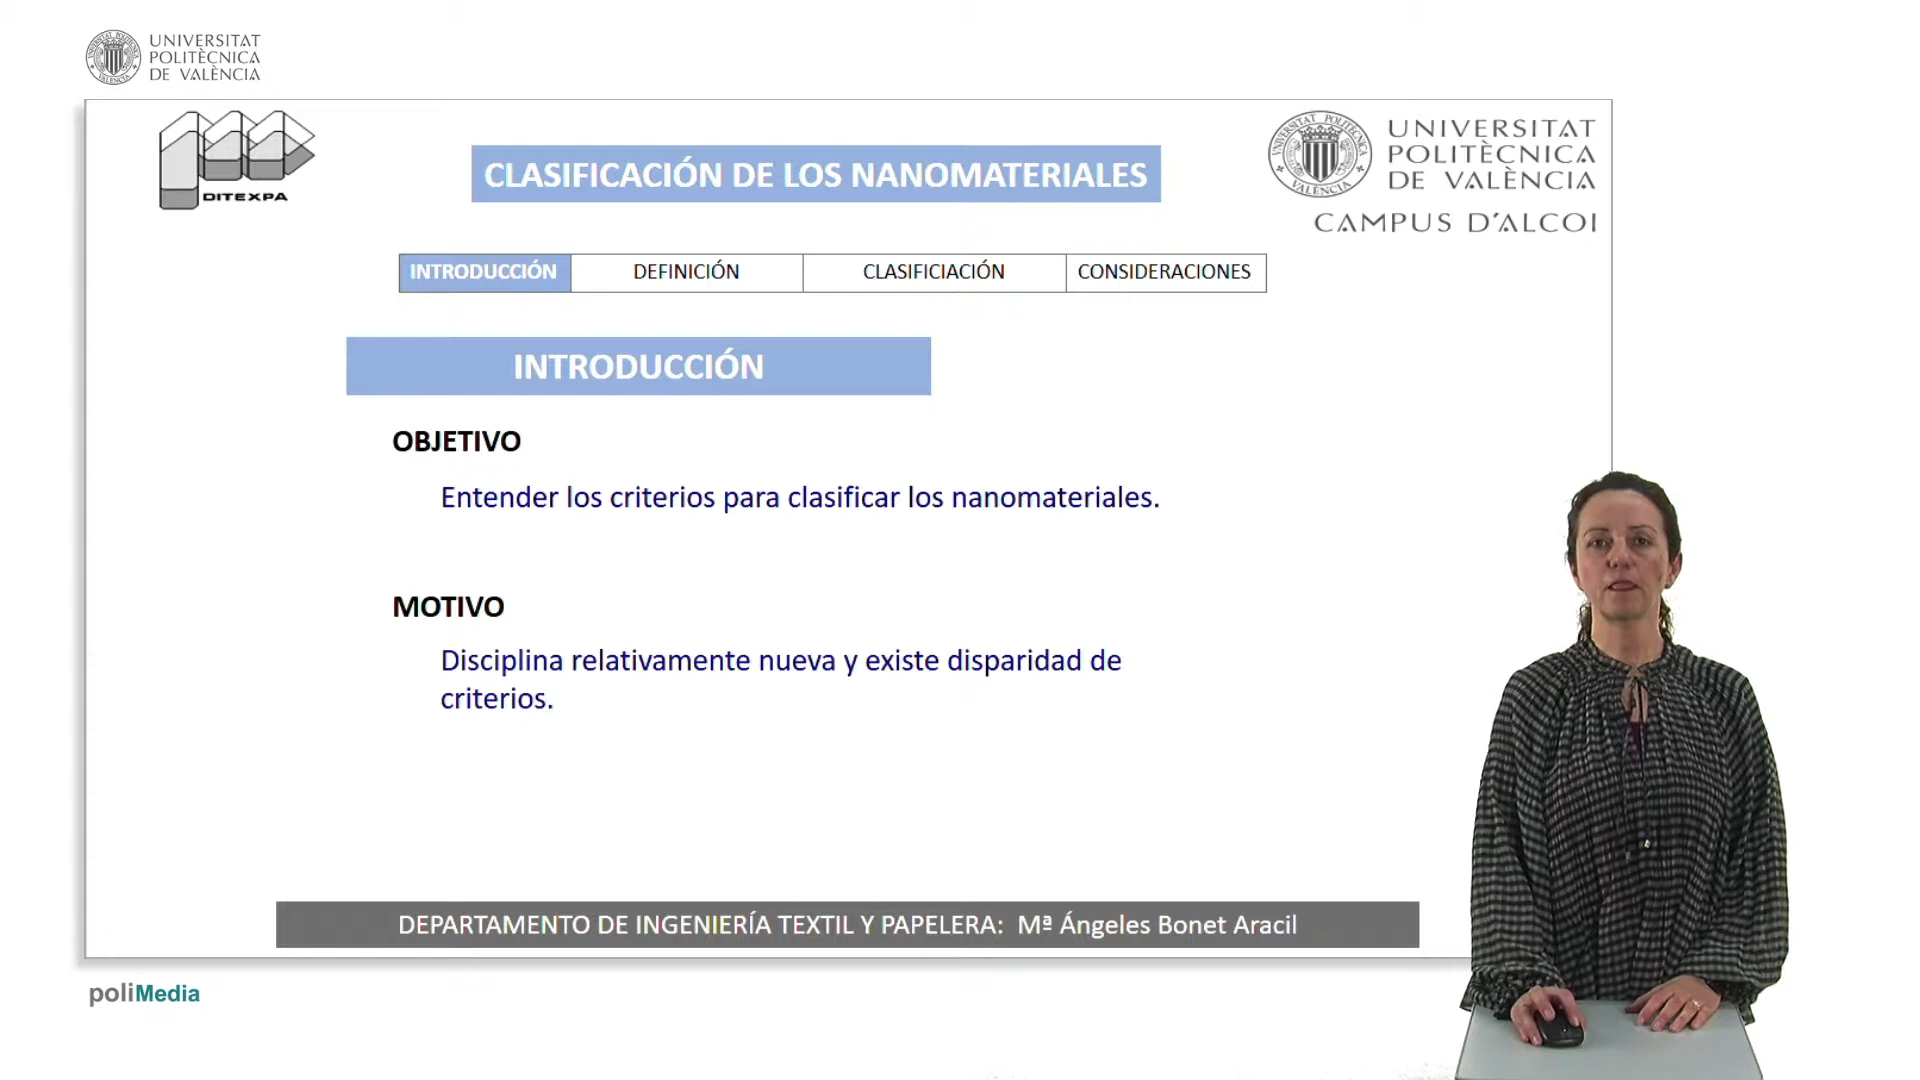 UNIVERSITAT
POLITÈCNICA
DE VALÈNCIA
DITEXPA
CLASIFICACIÓN DE LOS NANOMATERIALES
UNIVERSITAT
POLITÈCNICA
DE VALÈNCIA
CAMPUS D'ALCOI
INTRODUCCIÓN DEFINICIÓN CLASIFICIACIÓN CONSIDERACIONES
INTRODUCCIÓN
OBJETIVO
Entender los criterios para clasificar los nanomateriales.
MOTIVO
Disciplina relativamente nueva y existe disparidad de
criterios.
DEPARTAMENTO DE INGENIERÍA TEXTIL Y PAPELERA: Mª Ángeles Bonet Aracil
poliMedia